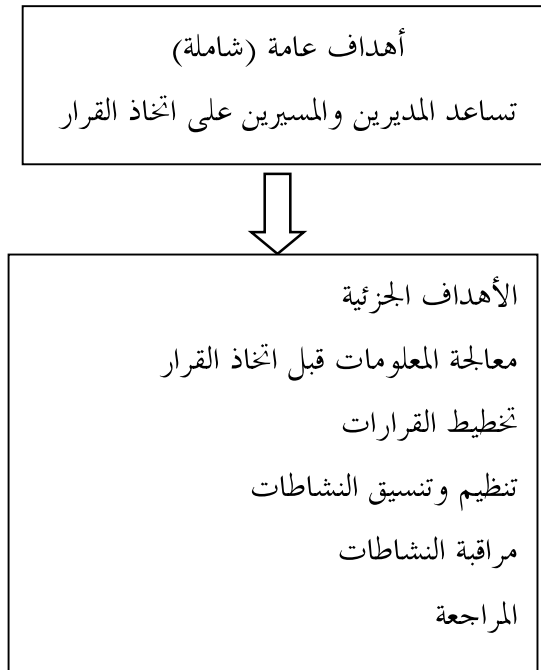 أهداف عامة (شاملة)
تساعد المديرين والمسيرين على اتخاذ القرار
الأهداف الجزئية
معالجة المعلومات قبل اتخاذ القرار
تخطيط القرارات
تنظيم وتنسيق النشاطات
مراقبة النشاطات
المراجعة